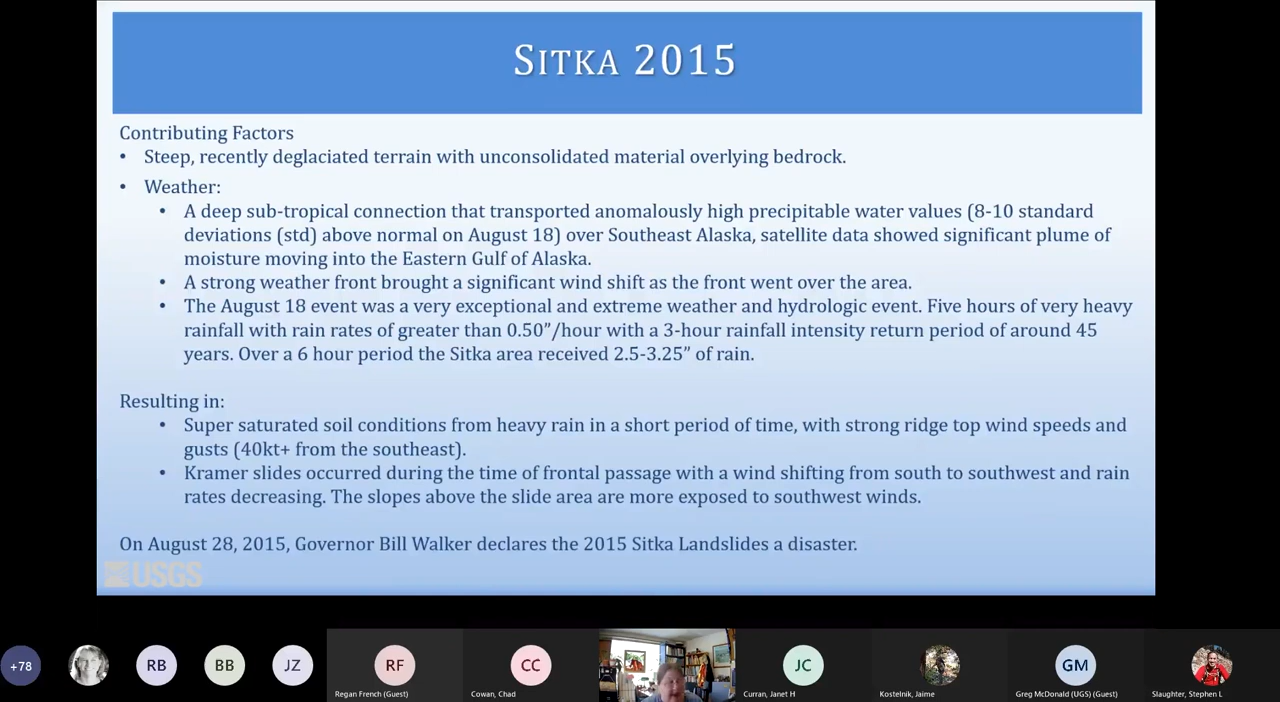 SITKA 2015
Contributing Factors
• Steep, recently deglaciated terrain with unconsolidated material overlying bedrock.
• Weather:
• A deep sub-tropical connection that transported anomalously high precipitable water values (8-10 standard
deviations (std) above normal on August 18) over Southeast Alaska, satellite data showed significant plume of
moisture moving into the Eastern Gulf of Alaska.
• A strong weather front brought a significant wind shift as the front went over the area.
• The August 18 event was a very exceptional and extreme weather and hydrologic event. Five hours of very heavy
rainfall with rain rates of greater than 0.50”/hour with a 3-hour rainfall intensity return period of around 45
years. Over a 6 hour period the Sitka area received 2.5-3.25” of rain.
Resulting in:
• Super saturated soil conditions from heavy rain in a short period of time, with strong ridge top wind speeds and
gusts (40kt+ from the southeast).
• Kramer slides occurred during the time of frontal passage with a wind shifting from south to southwest and rain
rates decreasing. The slopes above the slide area are more exposed to southwest winds.
On August 28, 2015, Governor Bill Walker declares the 2015 Sitka Landslides a disaster.
USGS
+78 RB BB JZ RF CC JC GM
Regan French (Guest) Cowan, Chad Curran, Janet H Kostelnik, Jaime Greg McDonald (UGS) (Guest) Slaughter, Stephen L